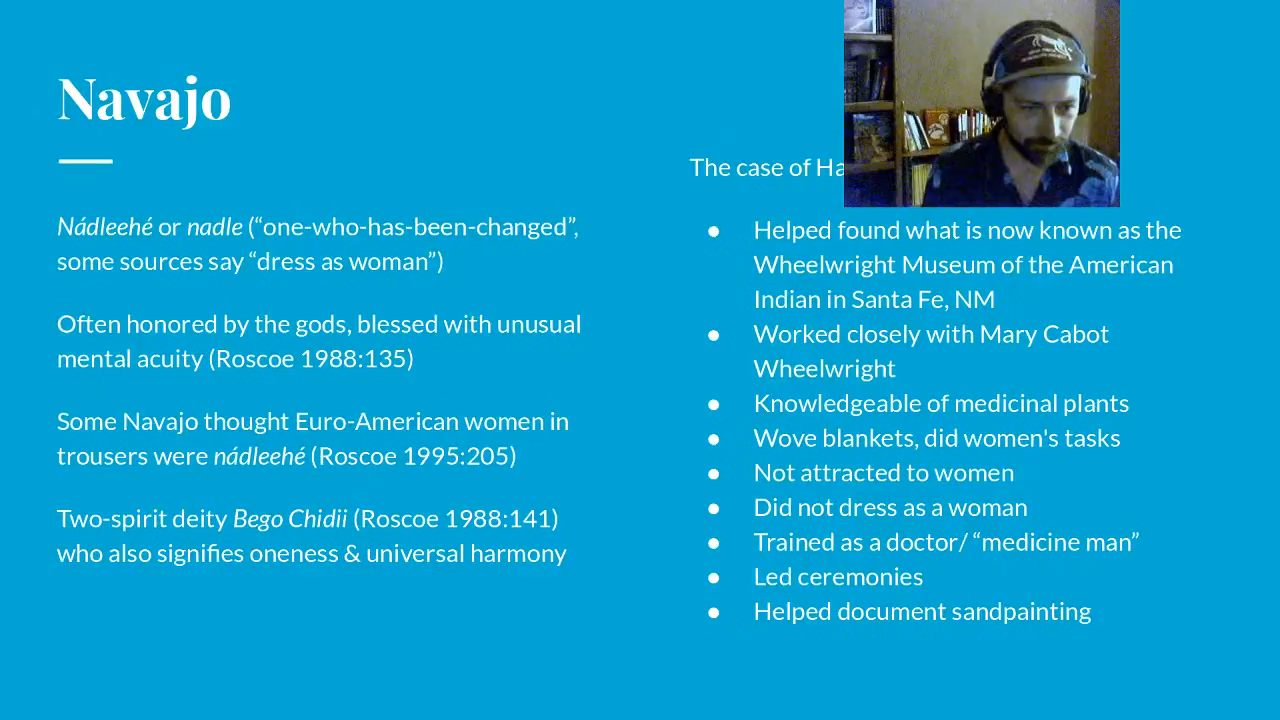 Navajo
Nádleehé or nadle (“one-who-has-been-changed”,
some sources say “dress as woman”)
Often honored by the gods, blessed with unusual
mental acuity (Roscoe 1988:135)
Some Navajo thought Euro-American women in
trousers were nádleehé (Roscoe 1995:205)
Two-spirit deity Bego Chidii (Roscoe 1988:141)
who also signifies oneness & universal harmony
The case of
● Helped found what is now known as the
Wheelwright Museum of the American
Indian in Santa Fe, NM
● Worked closely with Mary Cabot
Wheelwright
● Knowledgeable of medicinal plants
● Wove blankets, did women's tasks
● Not attracted to women
● Did not dress as a woman
● Trained as a doctor/ “medicine man”
● Led ceremonies
● Helped document sandpainting